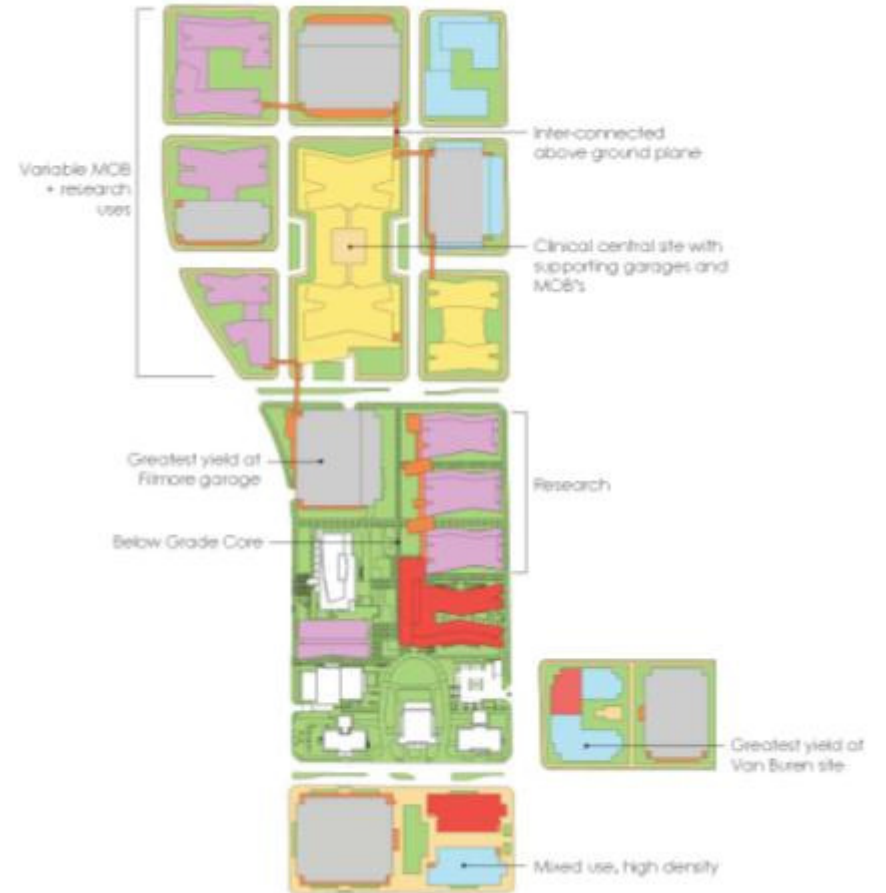 Variable MOB
+ research
uses
Inter-connected
above ground plane
Clinical central site with
supporting garages and
MOB's
Greatest yield at
Filmore garage
Research
Below Grade Core
Greatest yield at
Van Buren site
Mixed use, high density